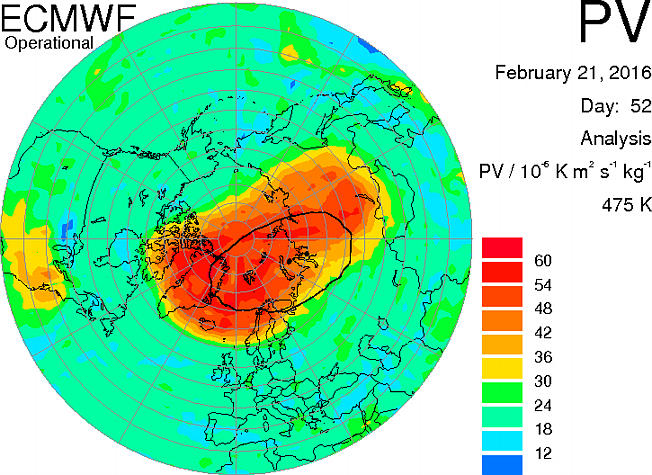 ECMWF
Operational
PV
February 21, 2016
Day: 52
Analysis
PV / 10⁻⁶ K m² s⁻¹ kg⁻¹
475 K
60
54
48
42
36
30
24
18
12